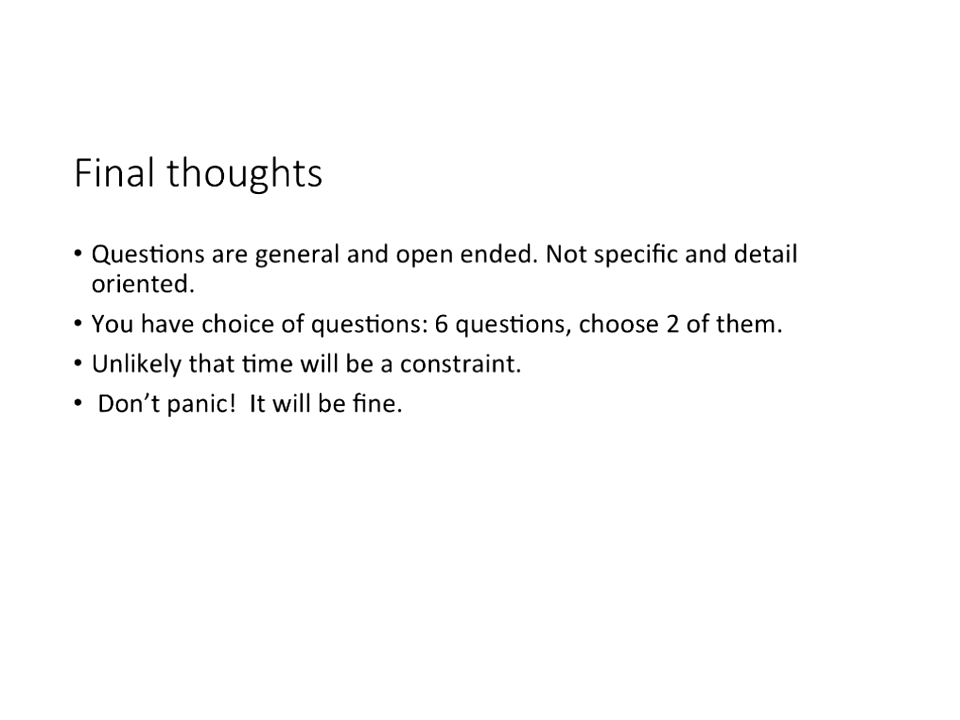 Final thoughts
• Questions are general and open ended. Not specific and detail
oriented.
• You have choice of questions: 6 questions, choose 2 of them.
• Unlikely that time will be a constraint.
• Don’t panic!  It will be fine.